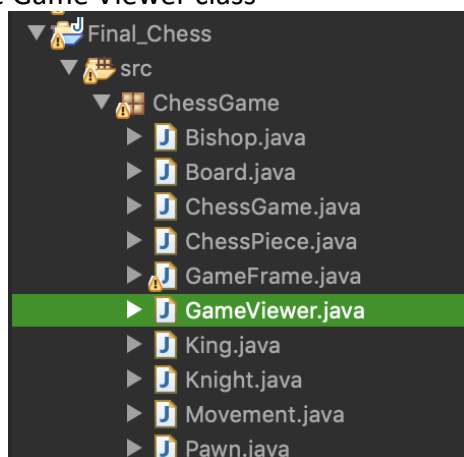 Game Viewer class
Final_Chess
src
ChessGame
Bishop.java
Board.java
ChessGame.java
ChessPiece.java
GameFrame.java
GameViewer.java
King.java
Knight.java
Movement.java
Pawn.java